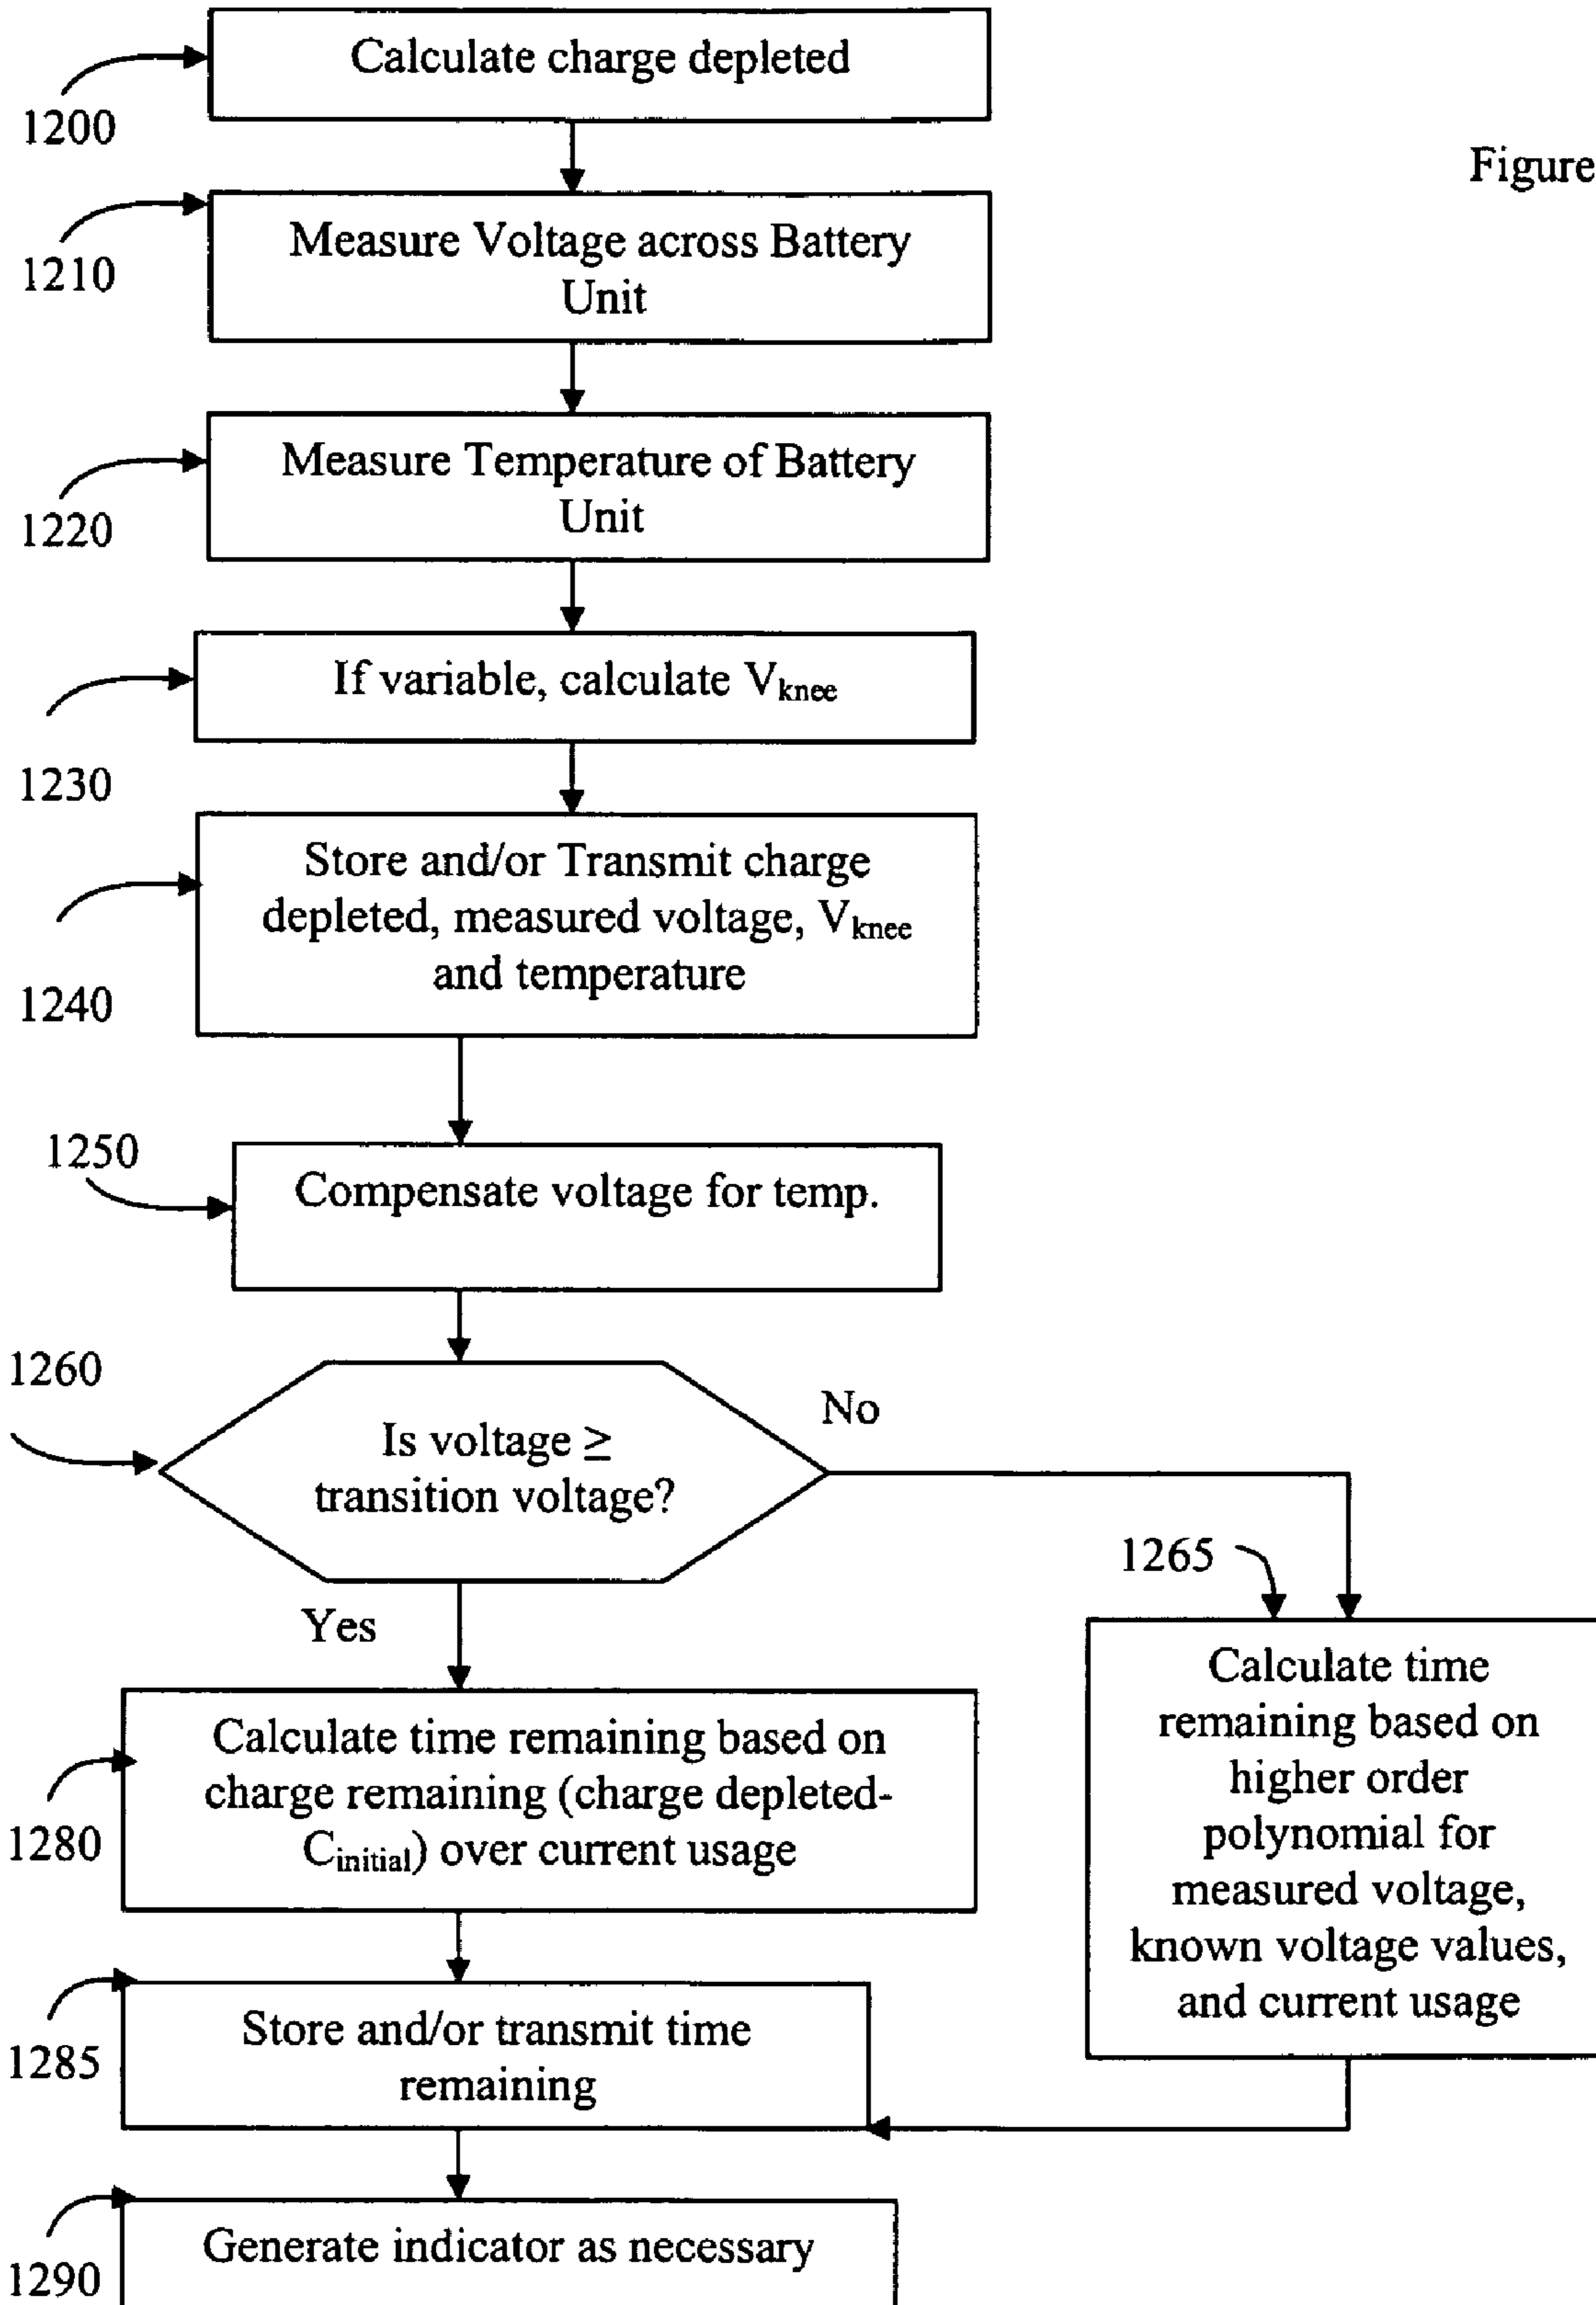 Calculate charge depleted
1200
Figure
Measure Voltage across Battery
Unit
1210
Measure Temperature of Battery
Unit
1220
If variable, calculate Vknee
1230
Store and/or Transmit charge
depleted, measured voltage, Vknee
and temperature
1240
1250
Compensate voltage for temp.
1260
Is voltage ≥
transition voltage?
No
Yes
1265
Calculate time
remaining based on
higher order
polynomial for
measured voltage,
known voltage values,
and current usage
Calculate time remaining based on
charge remaining (charge depleted-
Cinitial) over current usage
1280
Store and/or transmit time
remaining
1285
Generate indicator as necessary
1290